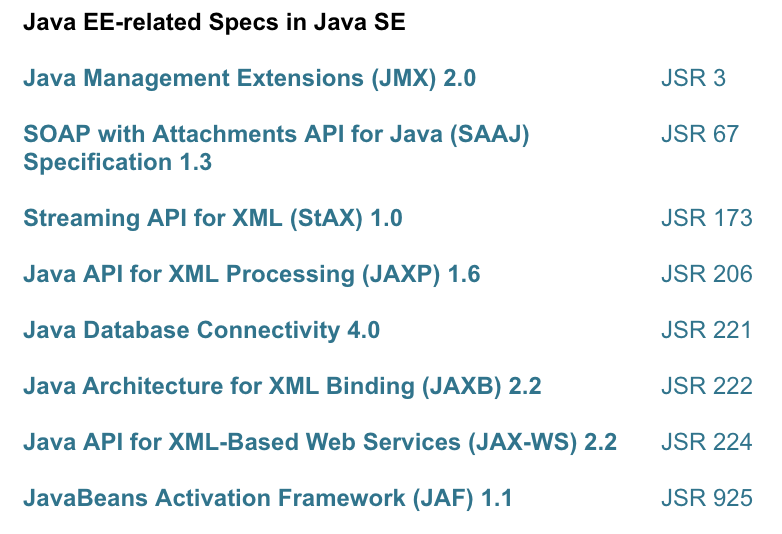 Java EE-related Specs in Java SE
Java Management Extensions (JMX) 2.0 JSR 3
SOAP with Attachments API for Java (SAAJ) JSR 67
Specification 1.3
Streaming API for XML (StAX) 1.0 JSR 173
Java API for XML Processing (JAXP) 1.6 JSR 206
Java Database Connectivity 4.0 JSR 221
Java Architecture for XML Binding (JAXB) 2.2 JSR 222
Java API for XML-Based Web Services (JAX-WS) 2.2 JSR 224
JavaBeans Activation Framework (JAF) 1.1 JSR 925